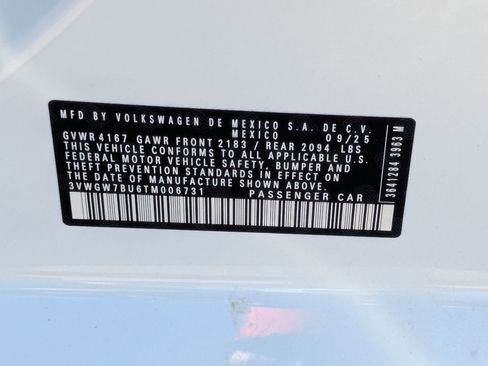 MFD BY VOLKSWAGEN DE MEXICO S.A. DE C.V.
MEXICO 09/25
GVWR 4167 GAWR FRONT 2183 / REAR 2094 LBS
THIS VEHICLE CONFORMS TO ALL APPLICABLE U.S.
FEDERAL MOTOR VEHICLE SAFETY, BUMPER AND
THEFT PREVENTION STANDARDS IN EFFECT ON
THE DATE OF MANUFACTURE SHOWN ABOVE.
3VWGW7BU6TM006731 PASSENGER CAR
3841284 3963 M